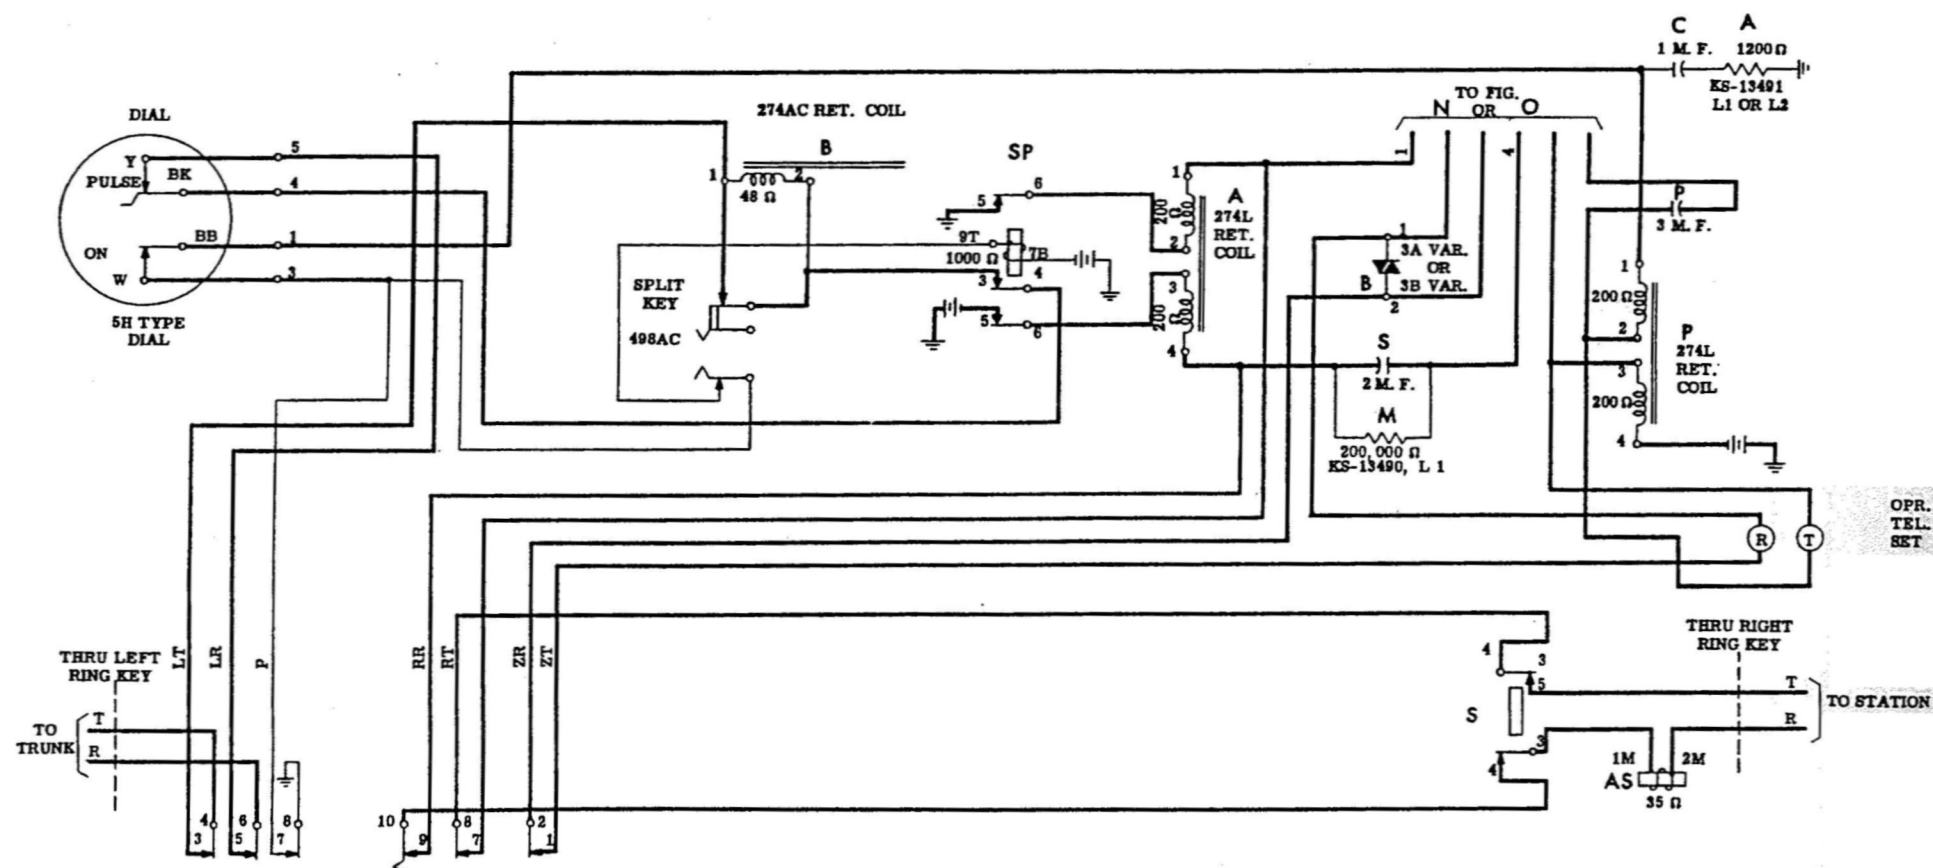 C A
1 M. F. 1200 Ω
KS-13491
L1 OR L2
TO FIG.
N OR O
1 4
274AC RET. COIL
B
1 2
48 Ω
DIAL
Y
PULSE
BK
5
4
ON
BB
1
W
3
5H TYPE
DIAL
SPLIT
KEY
498AC
SP
6
5
9T
1000 Ω
7B
3 4
5
6
1
200 Ω
2
A
274L
RET.
COIL
3
200 Ω
4
1
3A VAR.
OR
B 3B VAR.
2
S
2 M. F.
M
200,000 Ω
KS-13490, L 1
P
3 M. F.
1
200 Ω
2
P
274L
RET.
COIL
3
200 Ω
4
OPR.
TEL.
SET
R T
LT LR P RR RT ZR ZT
THRU LEFT
RING KEY
TO
TRUNK
T
R
4
3
6
5
8
7
10
9
8
7
2
1
4 3
5
S
3
4
THRU RIGHT
RING KEY
T
R
TO STATION
1M 2M
AS
35 Ω